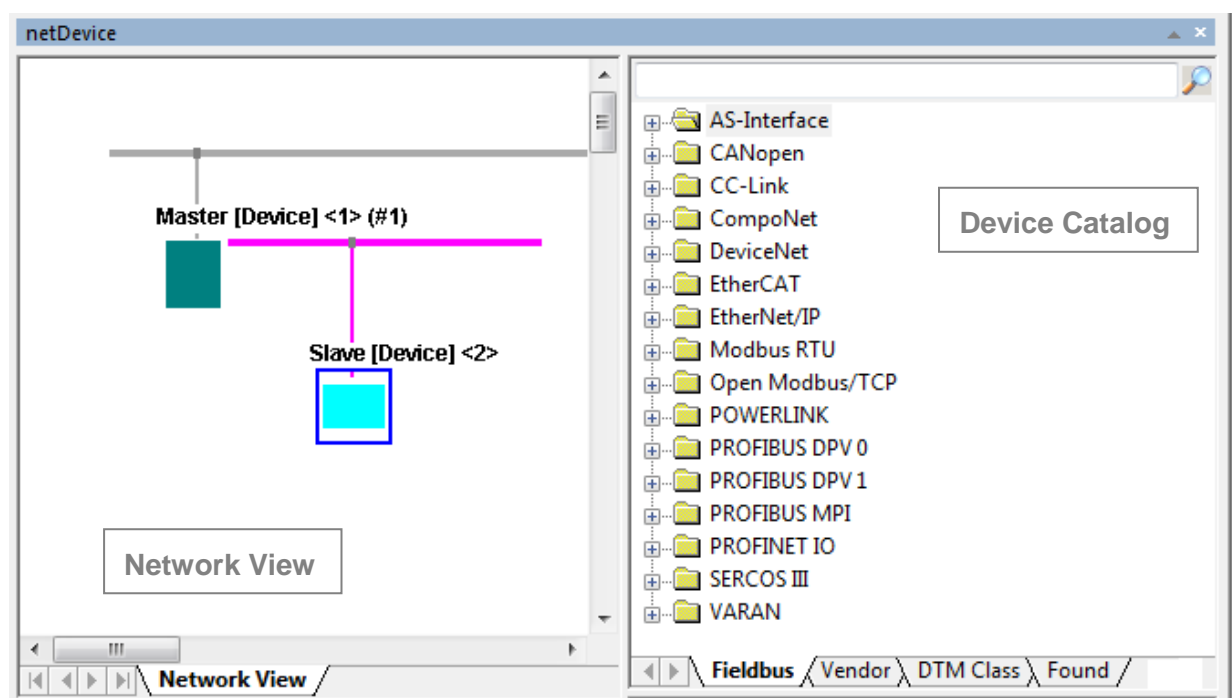 netDevice
Master [Device] <1> (#1)
Slave [Device] <2>
Network View
Network View
AS-Interface
CANopen
CC-Link
CompoNet
DeviceNet
EtherCAT
EtherNet/IP
Modbus RTU
Open Modbus/TCP
POWERLINK
PROFIBUS DPV 0
PROFIBUS DPV 1
PROFIBUS MPI
PROFINET IO
SERCOS III
VARAN
Device Catalog
Fieldbus Vendor DTM Class Found